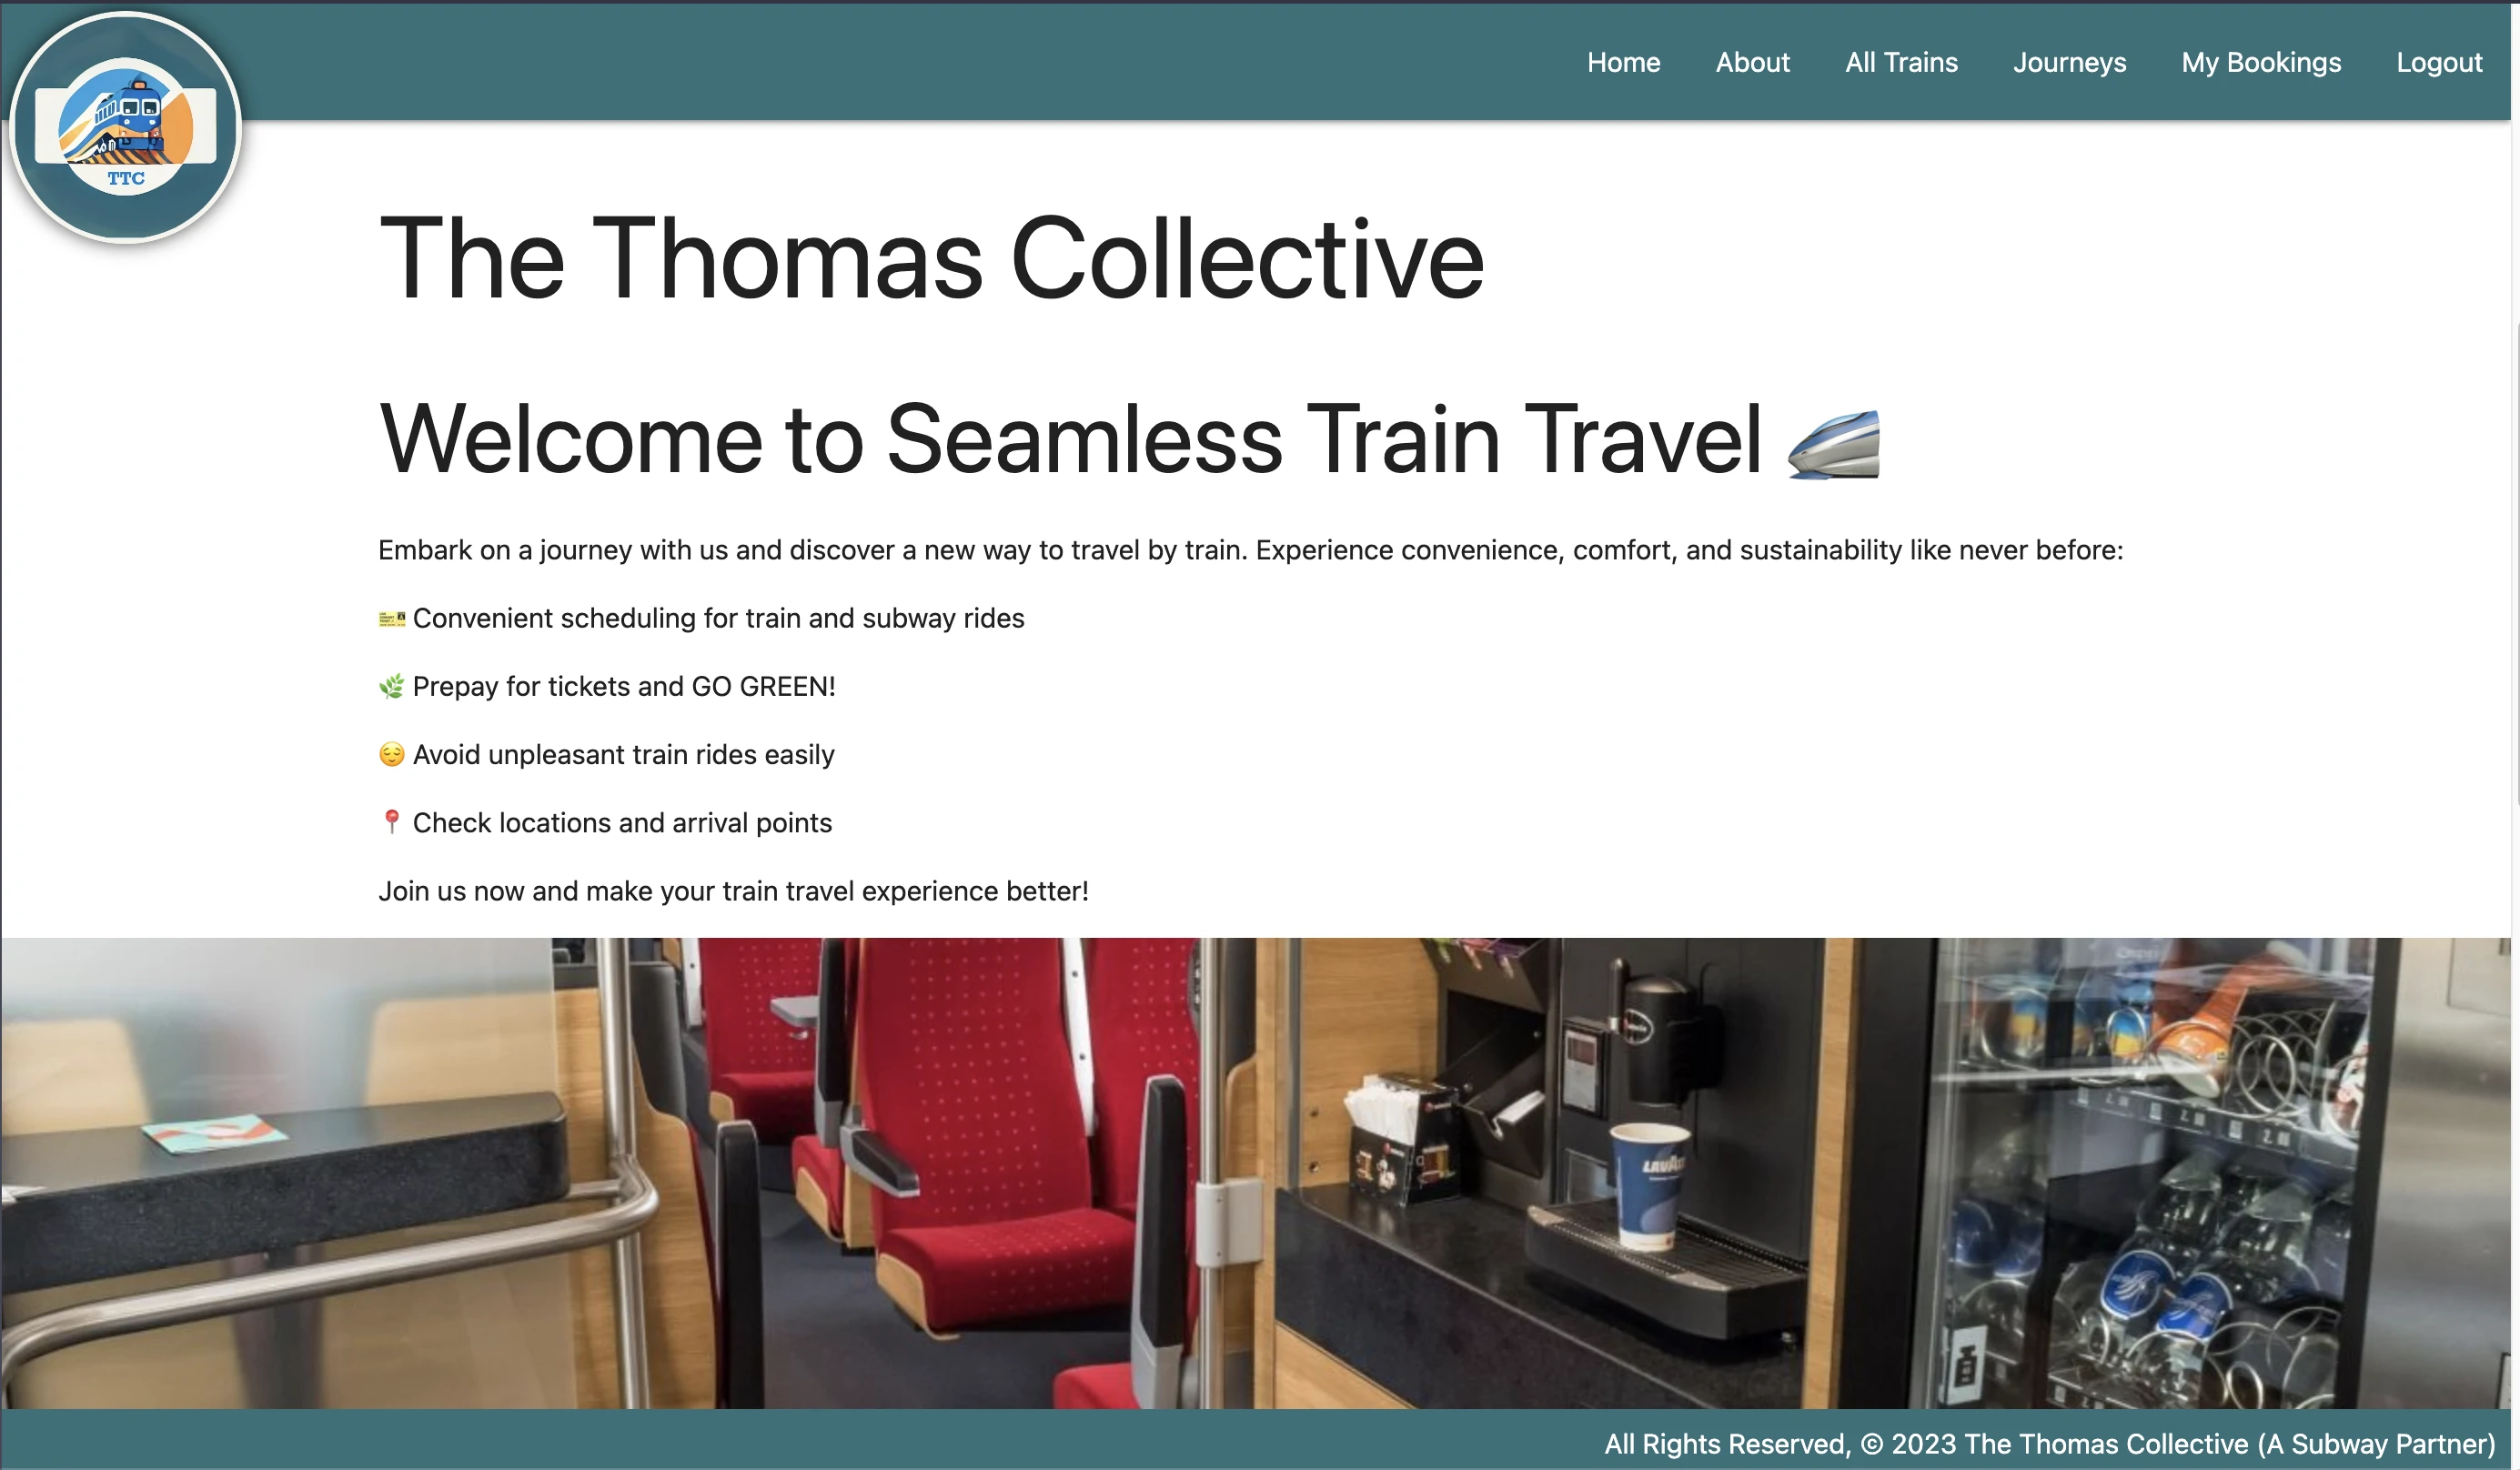 Home About All Trains Journeys My Bookings Logout
TTC
The Thomas Collective
Welcome to Seamless Train Travel 🚄
Embark on a journey with us and discover a new way to travel by train. Experience convenience, comfort, and sustainability like never before:
🎫 Convenient scheduling for train and subway rides
🌿 Prepay for tickets and GO GREEN!
😌 Avoid unpleasant train rides easily
📍 Check locations and arrival points
Join us now and make your train travel experience better!
LAVAZZA
All Rights Reserved, © 2023 The Thomas Collective (A Subway Partner)